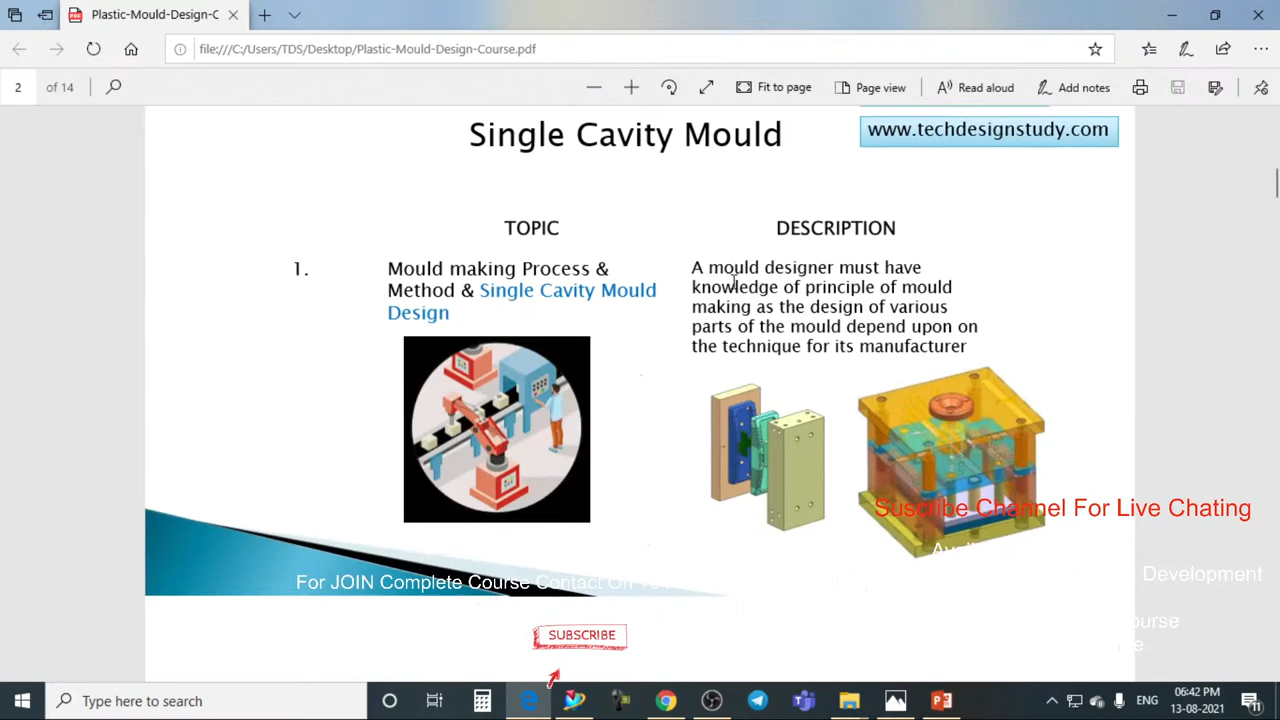 Plastic-Mould-Design-C
file:///C:/Users/TDS/Desktop/Plastic-Mould-Design-Course.pdf
2 of 14
Fit to page
Page view
Read aloud
Add notes
Single Cavity Mould
www.techdesignstudy.com
TOPIC
DESCRIPTION
1.
Mould making Process &
Method & Single Cavity Mould
Design
A mould designer must have
knowledge of principle of mould
making as the design of various
parts of the mould depend upon on
the technique for its manufacturer
Suscribe Channel For Live Chating
Development
For JOIN Complete Course Contact On
SUBSCRIBE
Type here to search
ENG
06:42 PM
13-08-2021